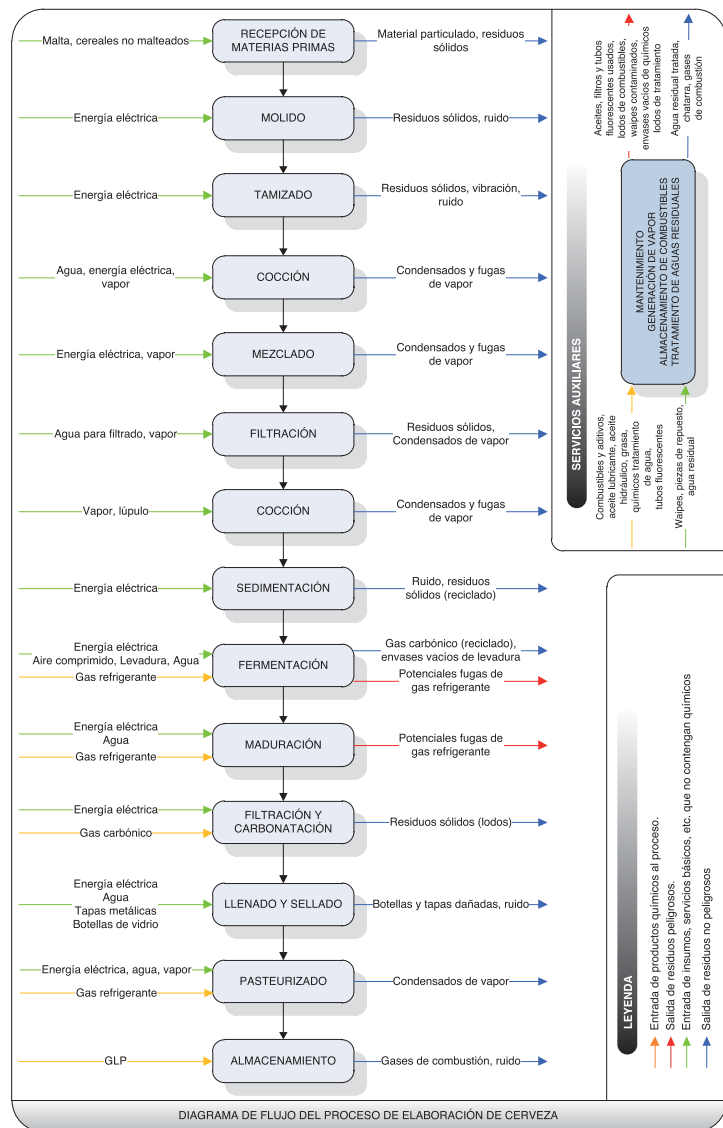 Malta, cereales no malteados
RECEPCIÓN DE
MATERIAS PRIMAS
Material particulado, residuos
sólidos
Energía eléctrica
MOLIDO
Residuos sólidos, ruido
Energía eléctrica
TAMIZADO
Residuos sólidos, vibración,
ruido
Agua, energía eléctrica,
vapor
COCCIÓN
Condensados y fugas
de vapor
Energía eléctrica, vapor
MEZCLADO
Condensados y fugas
de vapor
Agua para filtrado, vapor
FILTRACIÓN
Residuos sólidos,
Condensados de vapor
Vapor, lúpulo
COCCIÓN
Condensados y fugas
de vapor
Energía eléctrica
SEDIMENTACIÓN
Ruido, residuos
sólidos (reciclado)
Energía eléctrica
Aire comprimido, Levadura, Agua
Gas refrigerante
FERMENTACIÓN
Gas carbónico (reciclado),
envases vacíos de levadura
Potenciales fugas de
gas refrigerante
Energía eléctrica
Agua
Gas refrigerante
MADURACIÓN
Potenciales fugas de
gas refrigerante
Energía eléctrica
Gas carbónico
FILTRACIÓN Y
CARBONATACIÓN
Residuos sólidos (lodos)
Energía eléctrica
Agua
Tapas metálicas
Botellas de vidrio
LLENADO Y SELLADO
Botellas y tapas dañadas, ruido
Energía eléctrica, agua, vapor
Gas refrigerante
PASTEURIZADO
Condensados de vapor
GLP
ALMACENAMIENTO
Gases de combustión, ruido
SERVICIOS AUXILIARES
Aceites, filtros y tubos
fluorescentes usados,
lodos de combustibles,
waipes contaminados,
envases vacíos de químicos
lodos de tratamiento
Agua residual tratada,
chatarra, gases
de combustión
MANTENIMIENTO
GENERACIÓN DE VAPOR
ALMACENAMIENTO DE COMBUSTIBLES
TRATAMIENTO DE AGUAS RESIDUALES
Combustibles y aditivos,
aceite lubricante, aceite
hidráulico, grasa,
químicos tratamiento
de agua,
tubos fluorescentes
Waipes, piezas de repuesto,
agua residual
LEYENDA
Entrada de productos químicos al proceso.
Salida de residuos peligrosos.
Entrada de insumos, servicios básicos, etc. que no contengan químicos
Salida de residuos no peligrosos
DIAGRAMA DE FLUJO DEL PROCESO DE ELABORACIÓN DE CERVEZA